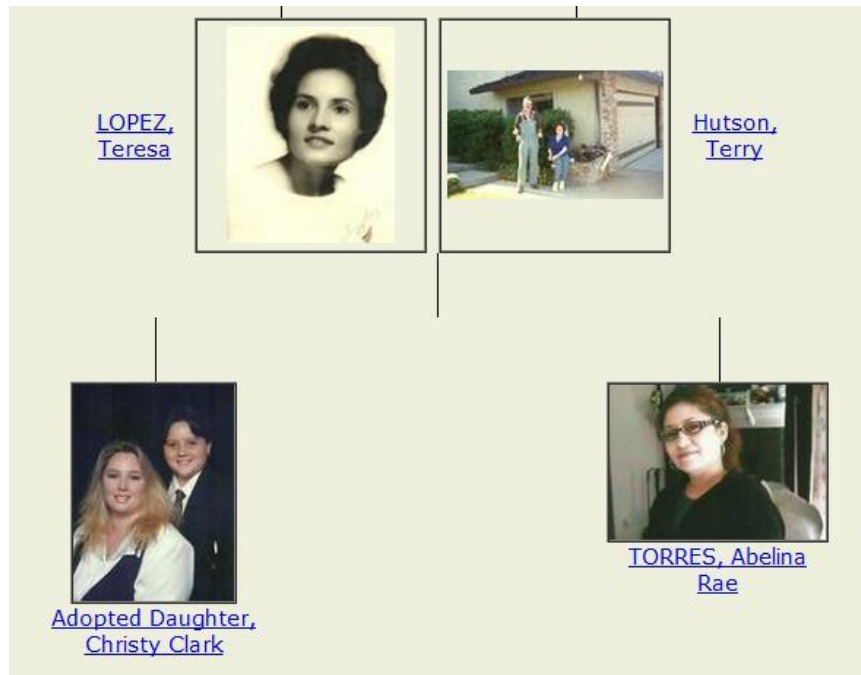 LOPEZ,
Teresa
Hutson,
Terry
TORRES, Abelina
Rae
Adopted Daughter,
Christy Clark